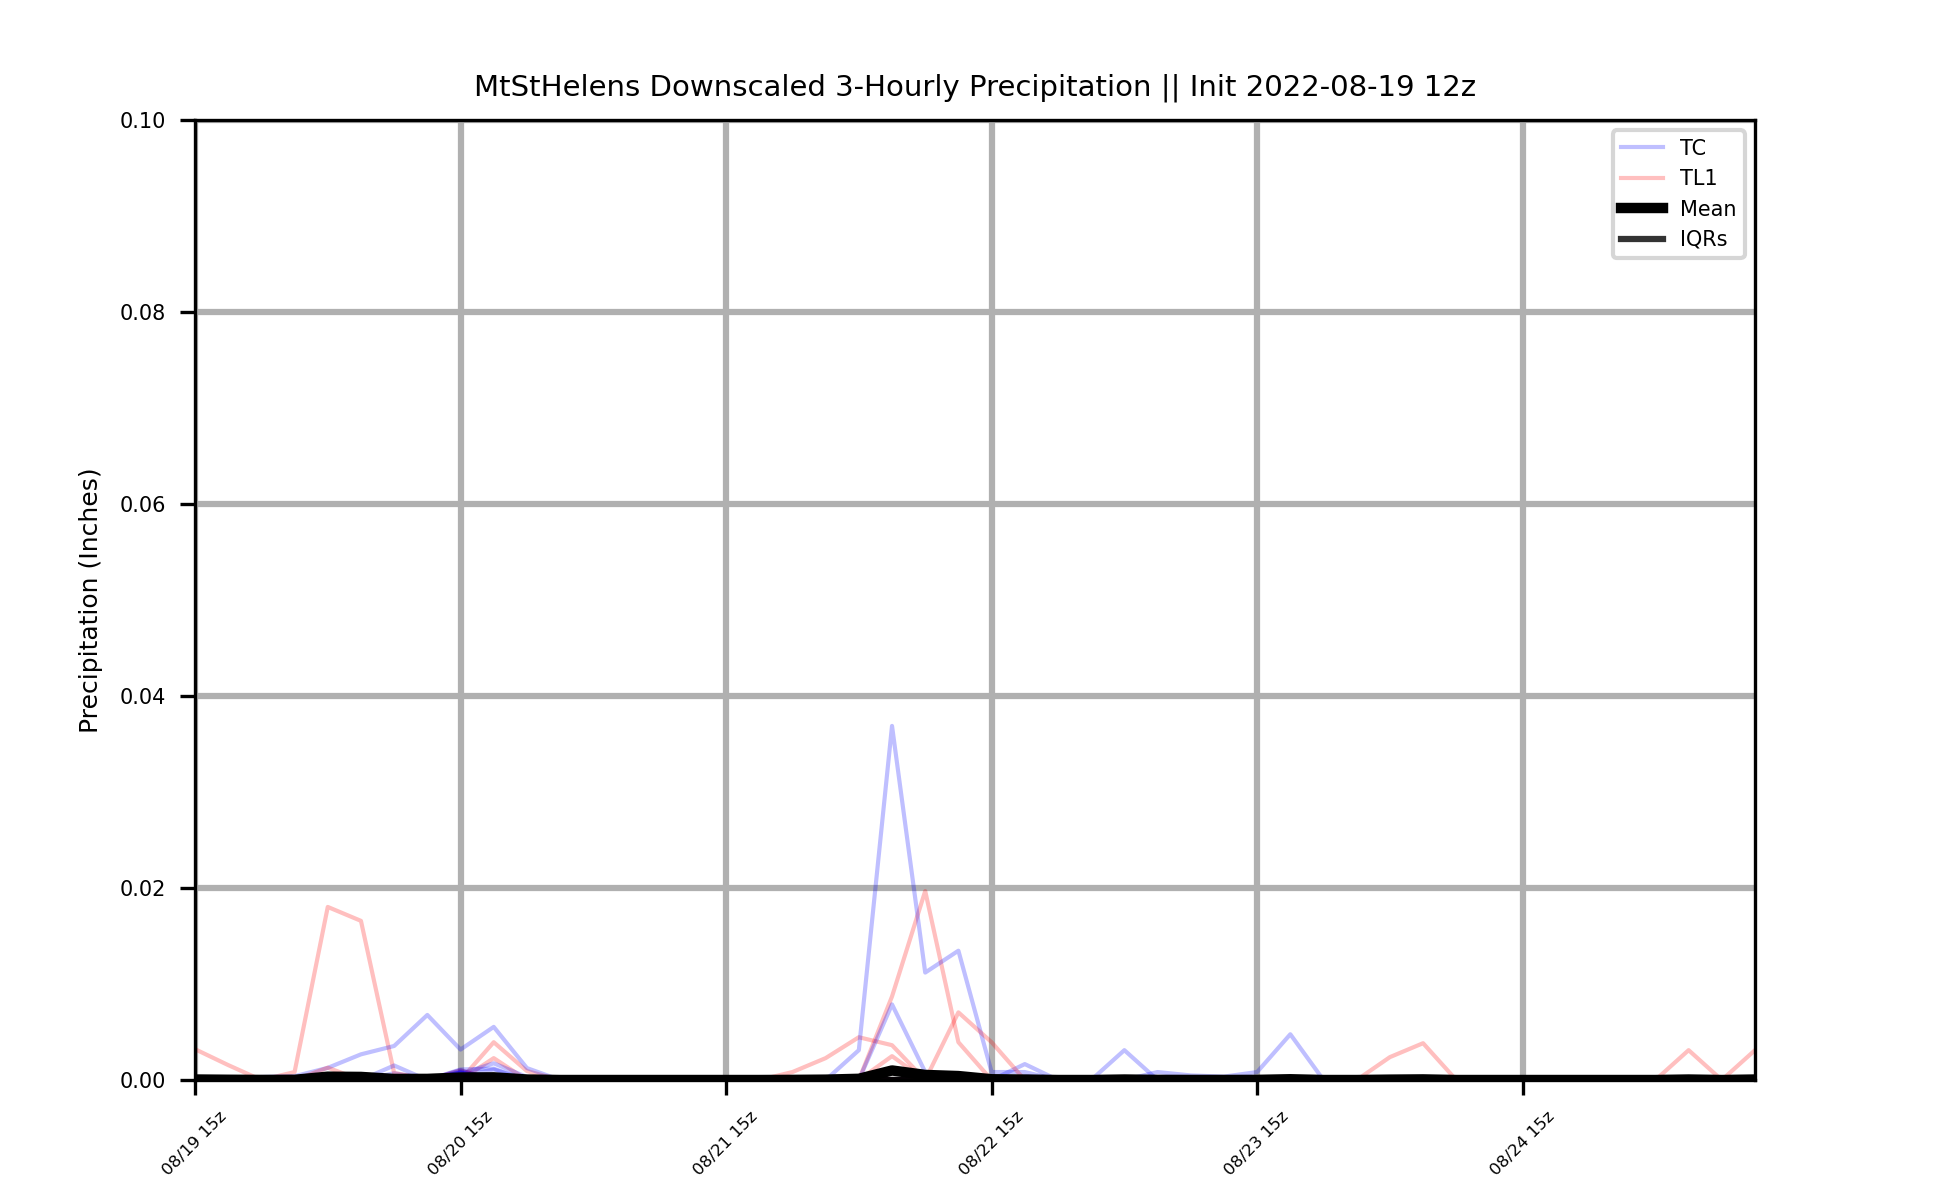 MtStHelens Downscaled 3-Hourly Precipitation || Init 2022-08-19 12z
0.10
0.08
0.06
0.04
0.02
0.00
Precipitation (Inches)
TC
TL1
Mean
IQRs
08/19 15z
08/20 15z
08/21 15z
08/22 15z
08/23 15z
08/24 15z